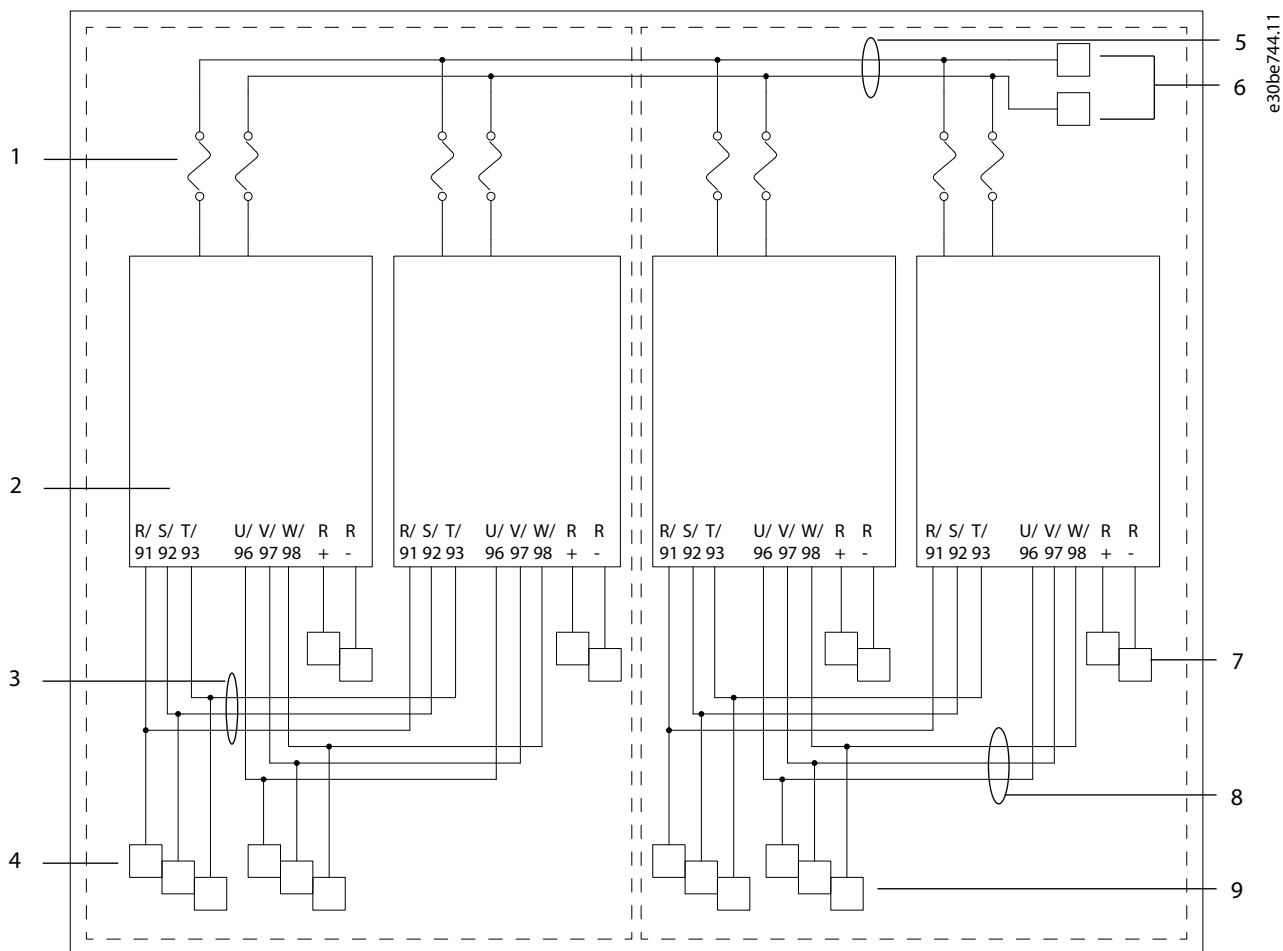 5
6
e30be744.11
1
2
R/ S/ T/ U/ V/ W/ R R
91 92 93 96 97 98 + -
R/ S/ T/ U/ V/ W/ R R
91 92 93 96 97 98 + -
R/ S/ T/ U/ V/ W/ R R
91 92 93 96 97 98 + -
R/ S/ T/ U/ V/ W/ R R
91 92 93 96 97 98 + -
3
7
8
4
9